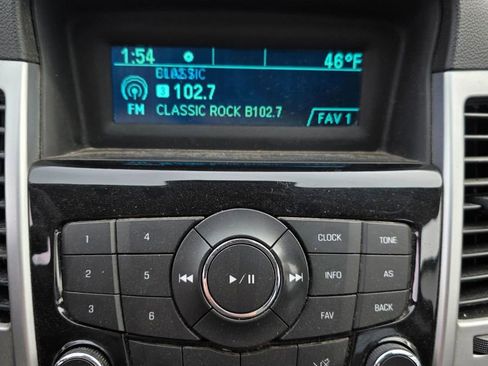 1:54 46°F
CLASSIC
3 102.7
FM CLASSIC ROCK B102.7
FAV 1
1 4 CLOCK TONE
2 5 INFO AS
3 6 FAV BACK